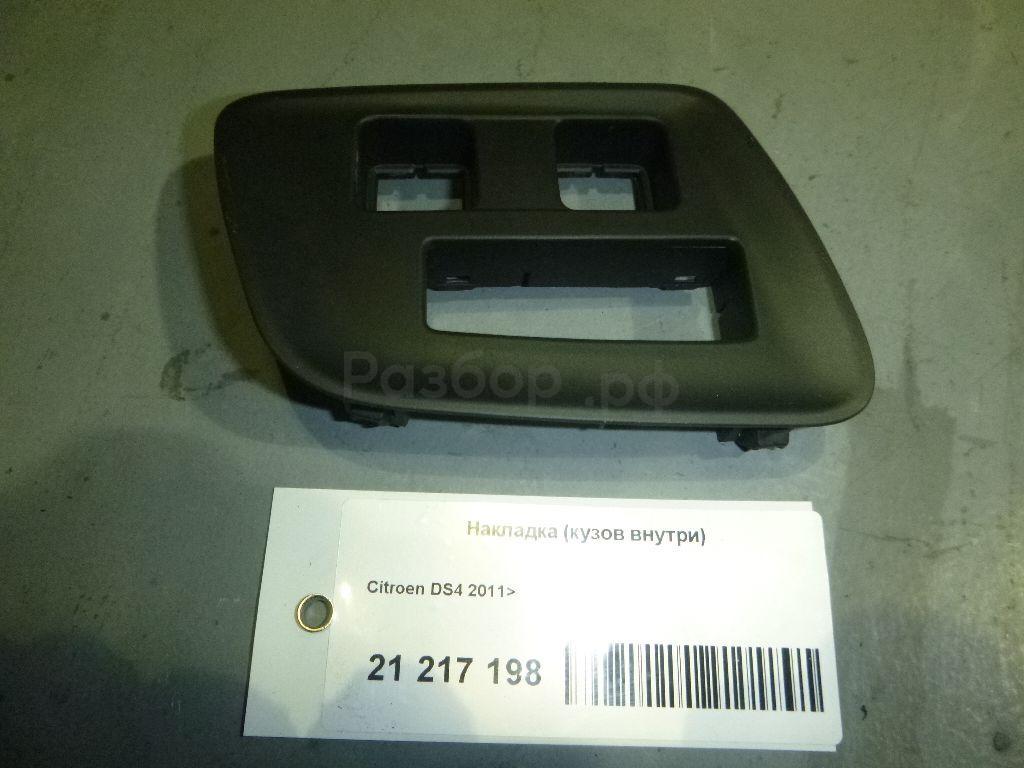 Разбор.рф
Накладка (кузов внутри)
Citroen DS4 2011>
21 217 198